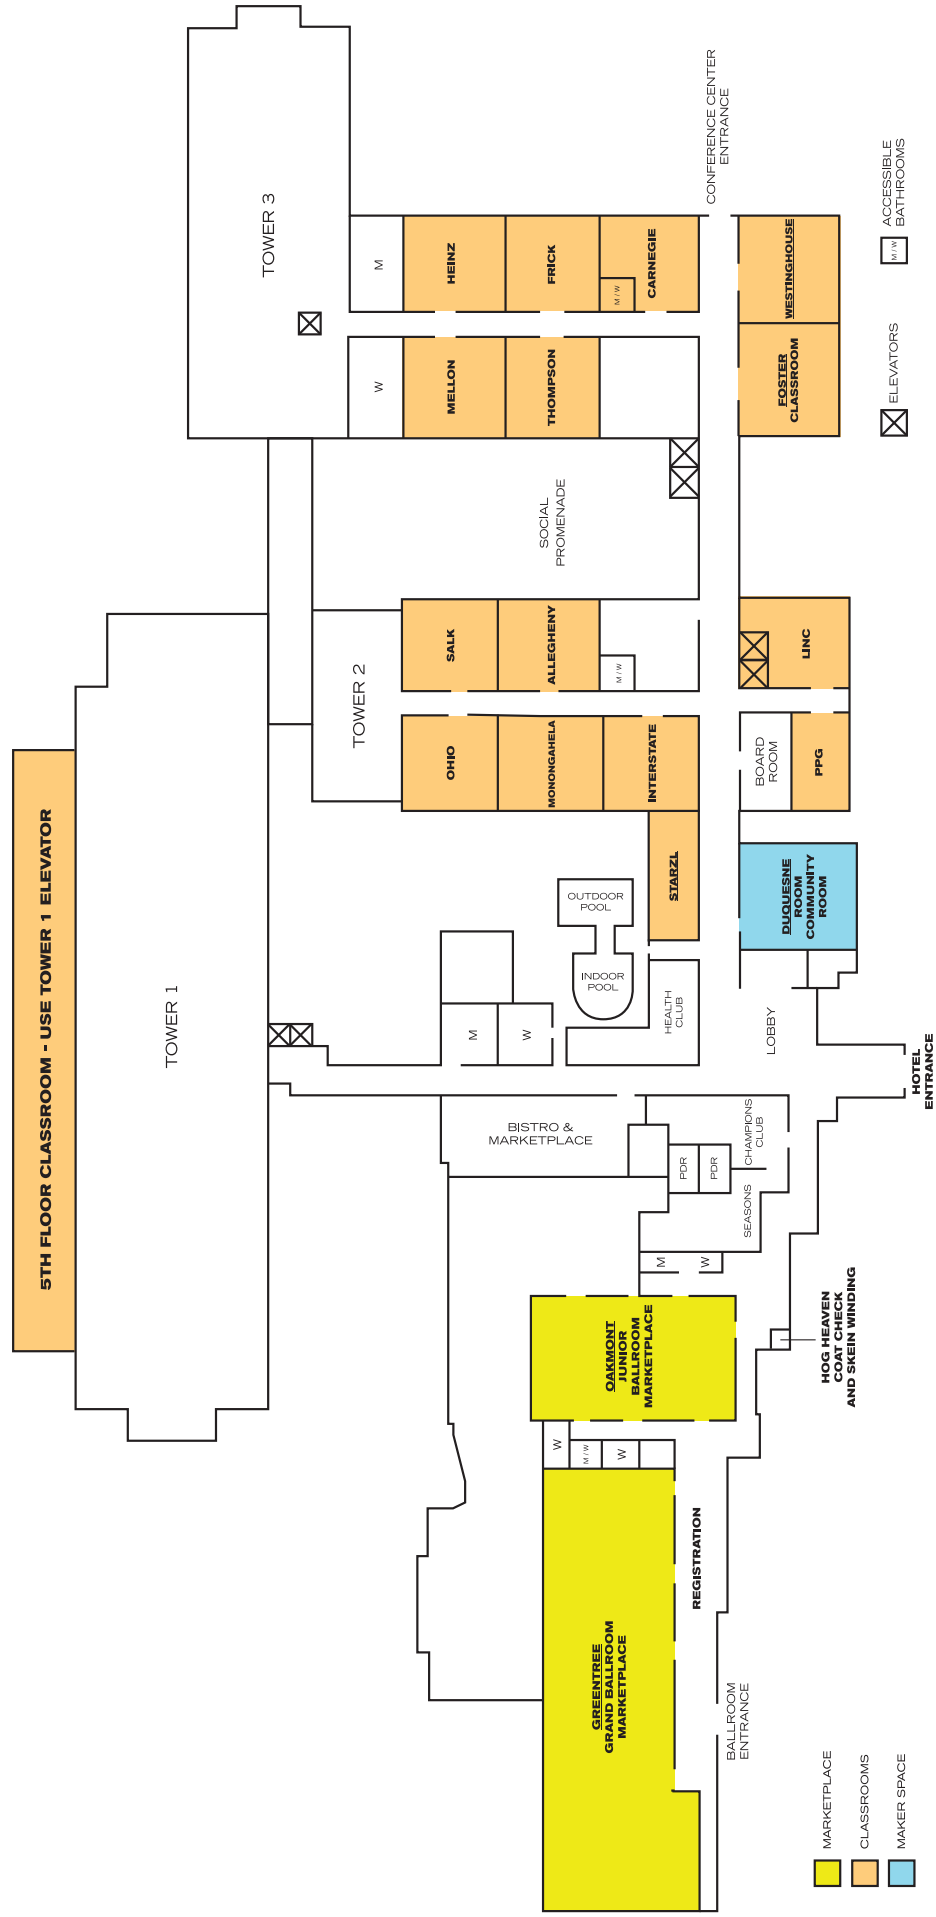 5TH FLOOR CLASSROOM - USE TOWER 1 ELEVATOR
TOWER 1
TOWER 2
TOWER 3
M
W
HEINZ
FRICK
CARNEGIE
M / W
MELLON
THOMPSON
CONFERENCE CENTER
ENTRANCE
WESTINGHOUSE
FOSTER
CLASSROOM
SOCIAL
PROMENADE
SALK
ALLEGHENY
M / W
LINC
OHIO
MONONGAHELA
INTERSTATE
BOARD
ROOM
PPG
STARZL
DUQUESNE
ROOM
COMMUNITY
ROOM
OUTDOOR
POOL
INDOOR
POOL
HEALTH
CLUB
M
W
LOBBY
HOTEL
ENTRANCE
BISTRO &
MARKETPLACE
PDR
PDR
CHAMPIONS
CLUB
SEASONS
M
W
OAKMONT
JUNIOR
BALLROOM
MARKETPLACE
HOG HEAVEN
COAT CHECK
AND SKEIN WINDING
W
M / W
W
GREENTREE
GRAND BALLROOM
MARKETPLACE
REGISTRATION
BALLROOM
ENTRANCE
MARKETPLACE
CLASSROOMS
MAKER SPACE
ELEVATORS
M / W
ACCESSIBLE
BATHROOMS